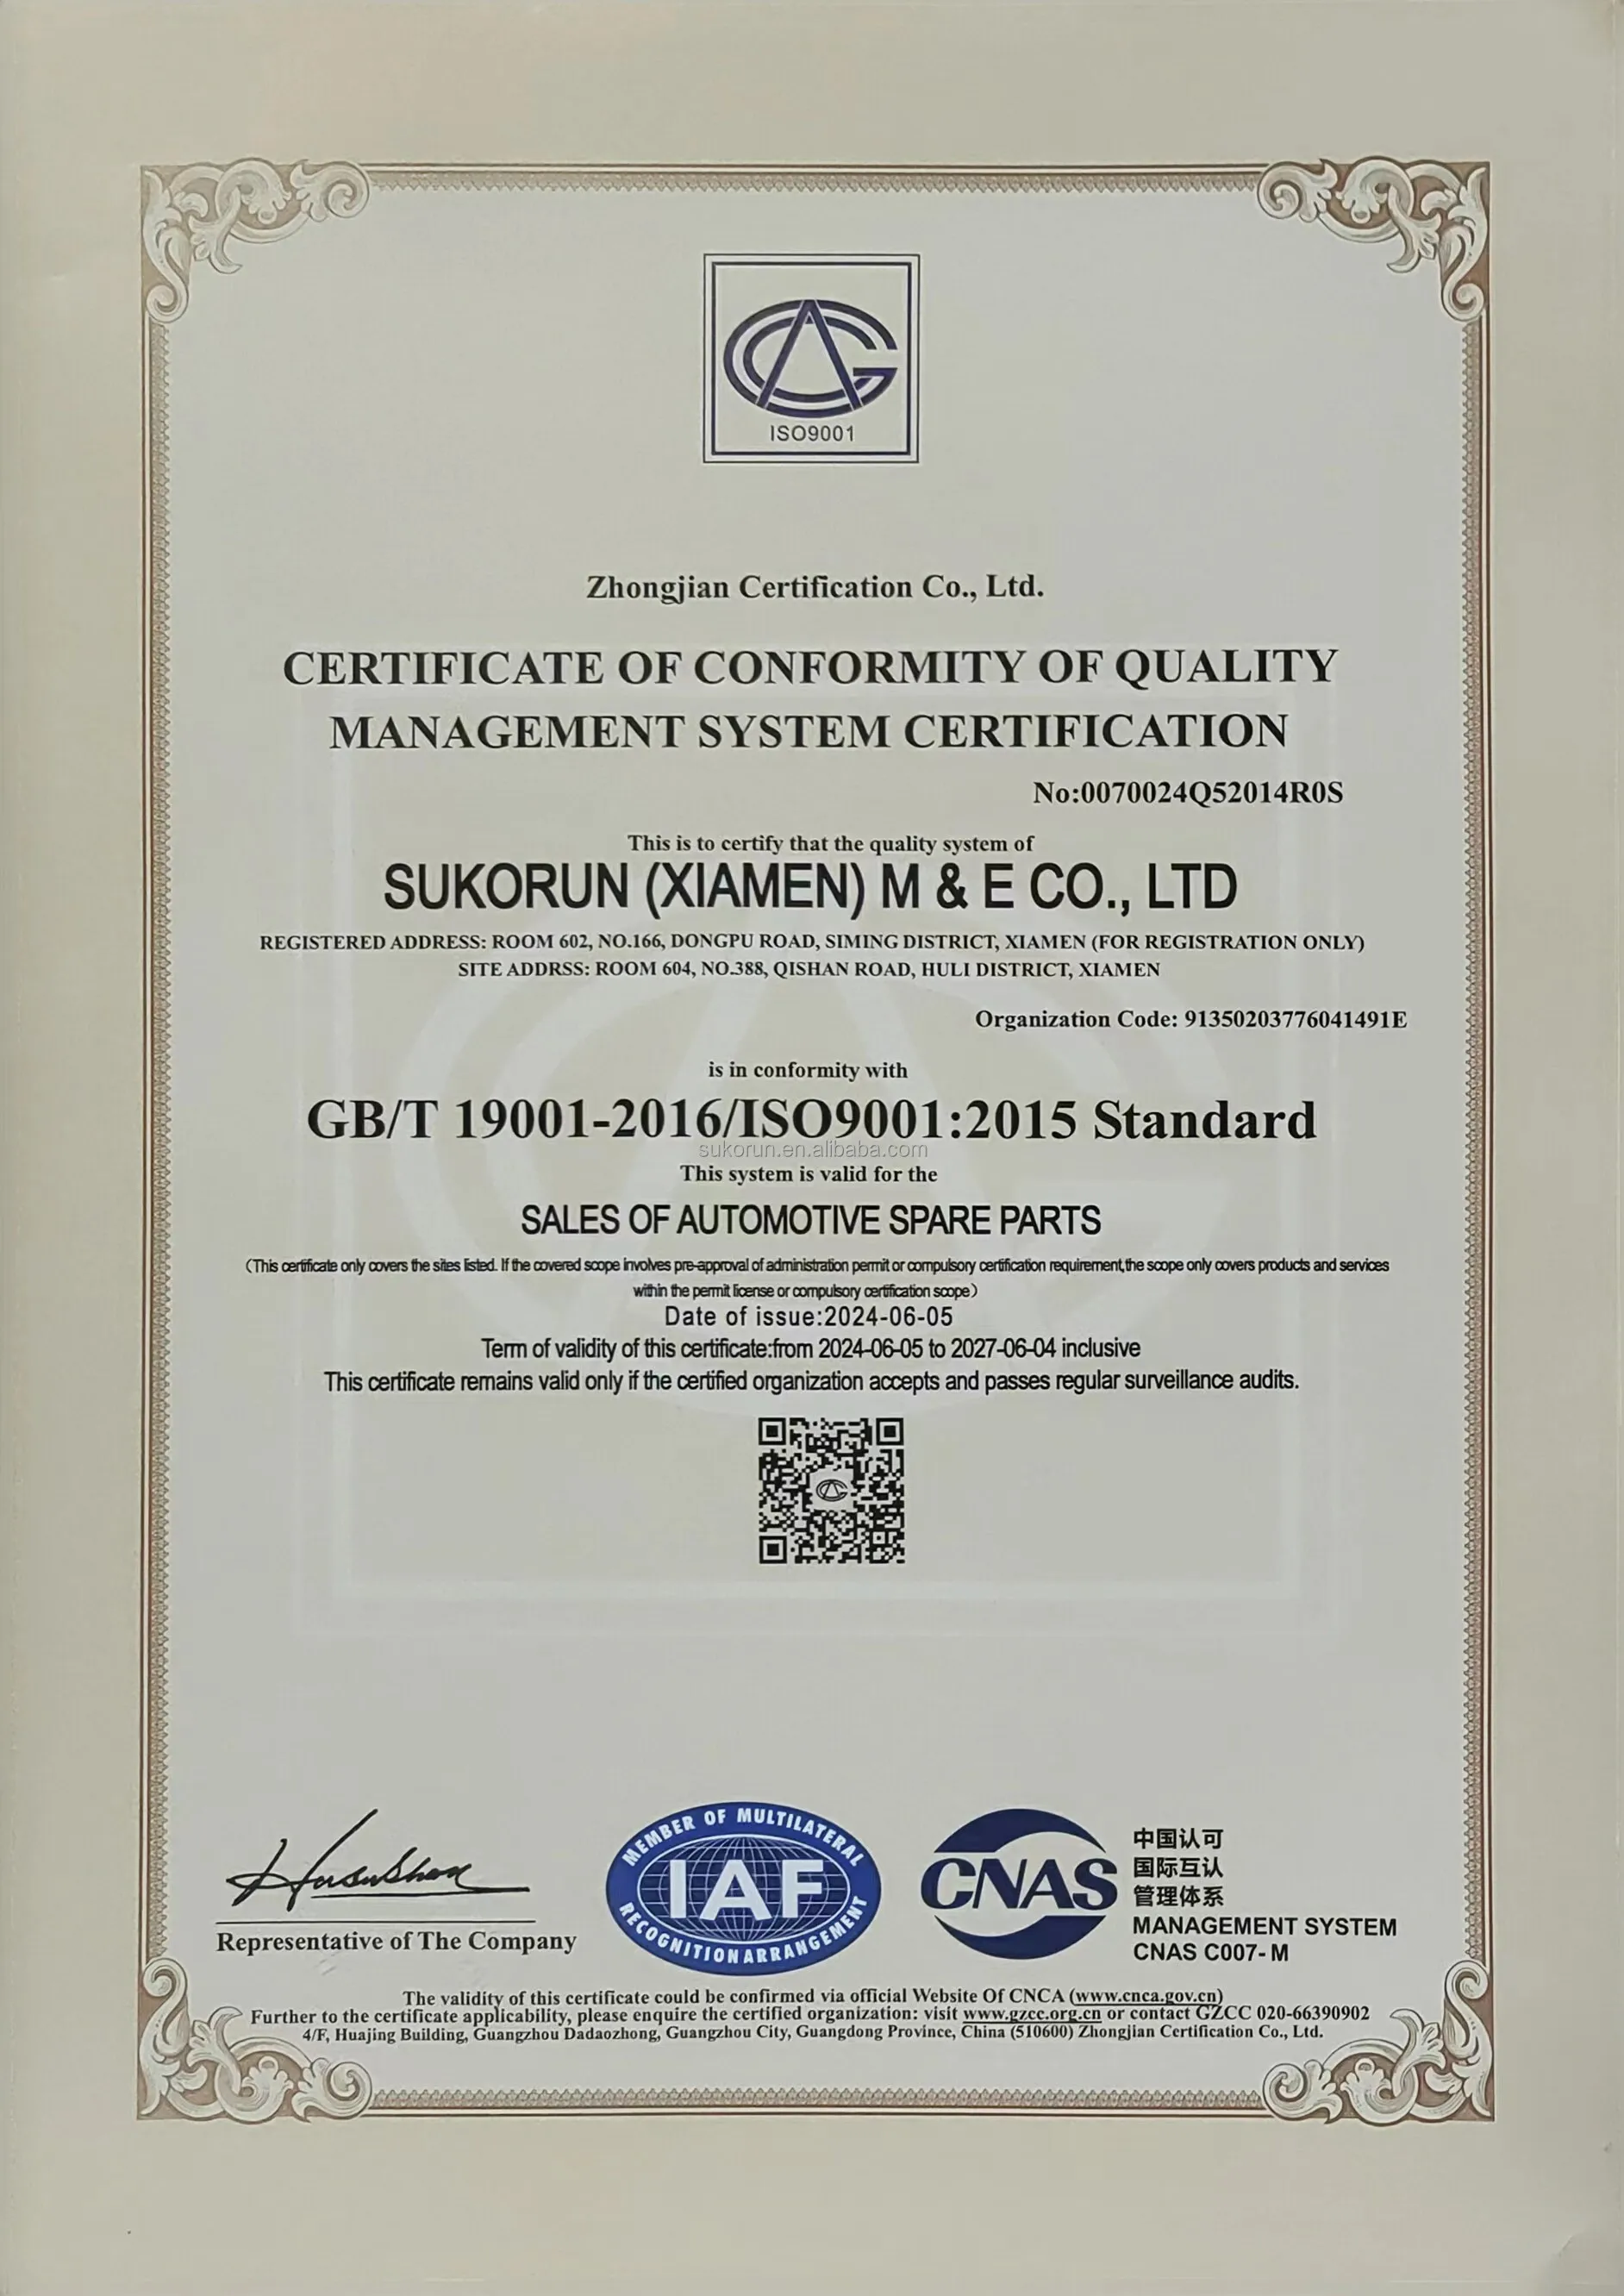 ISO9001
Zhongjian Certification Co., Ltd.
CERTIFICATE OF CONFORMITY OF QUALITY
MANAGEMENT SYSTEM CERTIFICATION
No:0070024Q52014R0S
This is to certify that the quality system of
SUKORUN (XIAMEN) M & E CO., LTD
REGISTERED ADDRESS: ROOM 602, NO.166, DONGPU ROAD, SIMING DISTRICT, XIAMEN (FOR REGISTRATION ONLY)
SITE ADDRSS: ROOM 604, NO.388, QISHAN ROAD, HULI DISTRICT, XIAMEN
Organization Code: 91350203776041491E
is in conformity with
GB/T 19001-2016/ISO9001:2015 Standard
sukorun.en.alibaba.com
This system is valid for the
SALES OF AUTOMOTIVE SPARE PARTS
(This certificate only covers the sites listed. If the covered scope involves pre-approval of administration permit or compulsory certification requirement,the scope only covers products and services
within the permit license or compulsory certification scope)
Date of issue:2024-06-05
Term of validity of this certificate:from 2024-06-05 to 2027-06-04 inclusive
This certificate remains valid only if the certified organization accepts and passes regular surveillance audits.
Representative of The Company
MEMBER OF MULTILATERAL
IAF
RECOGNITION ARRANGEMENT
CNAS
中国认可
国际互认
管理体系
MANAGEMENT SYSTEM
CNAS C007-M
The validity of this certificate could be confirmed via official Website Of CNCA (www.cnca.gov.cn)
Further to the certificate applicability, please enquire the certified organization: visit www.gzcc.org.cn or contact GZCC 020-66390902
4/F, Huajing Building, Guangzhou Dadaozhong, Guangzhou City, Guangdong Province, China (510600) Zhongjian Certification Co., Ltd.